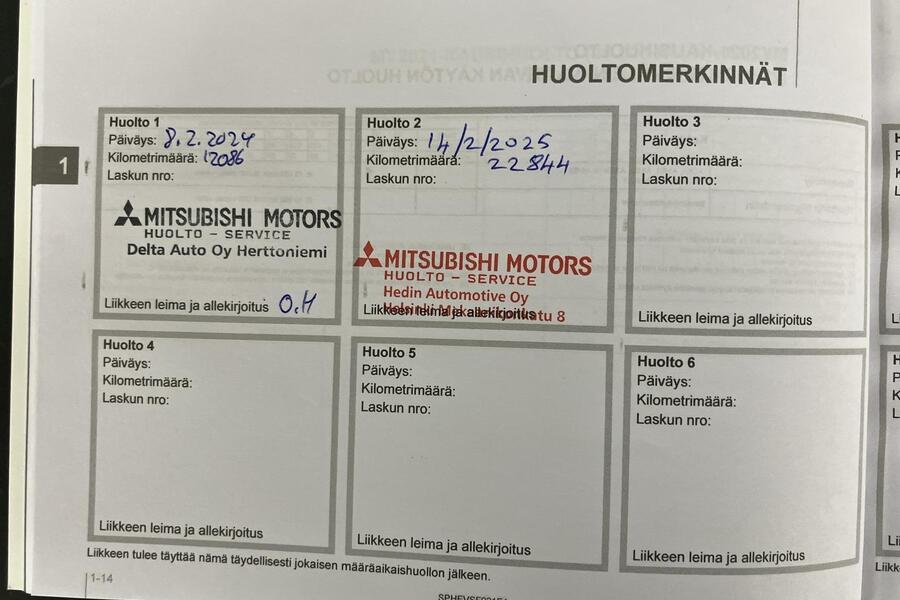 HUOLTOMERKINNÄT
1
Huolto 1
Päiväys: 8.2.2024
Kilometrimäärä: 12086
Laskun nro:
MITSUBISHI MOTORS
HUOLTO - SERVICE
Delta Auto Oy Herttoniemi
Liikkeen leima ja allekirjoitus O.H
Huolto 2
Päiväys: 14/2/2025
Kilometrimäärä: 22844
Laskun nro:
MITSUBISHI MOTORS
HUOLTO - SERVICE
Hedin Automotive Oy
Liikkeen leima ja allekirjoitus
Helsinki 8
Huolto 3
Päiväys:
Kilometrimäärä:
Laskun nro:
Liikkeen leima ja allekirjoitus
Huolto 4
Päiväys:
Kilometrimäärä:
Laskun nro:
Liikkeen leima ja allekirjoitus
Huolto 5
Päiväys:
Kilometrimäärä:
Laskun nro:
Liikkeen leima ja allekirjoitus
Huolto 6
Päiväys:
Kilometrimäärä:
Laskun nro:
Liikkeen leima ja allekirjoitus
Liikkeen tulee täyttää nämä täydellisesti jokaisen määräaikaishuollon jälkeen.
1-14